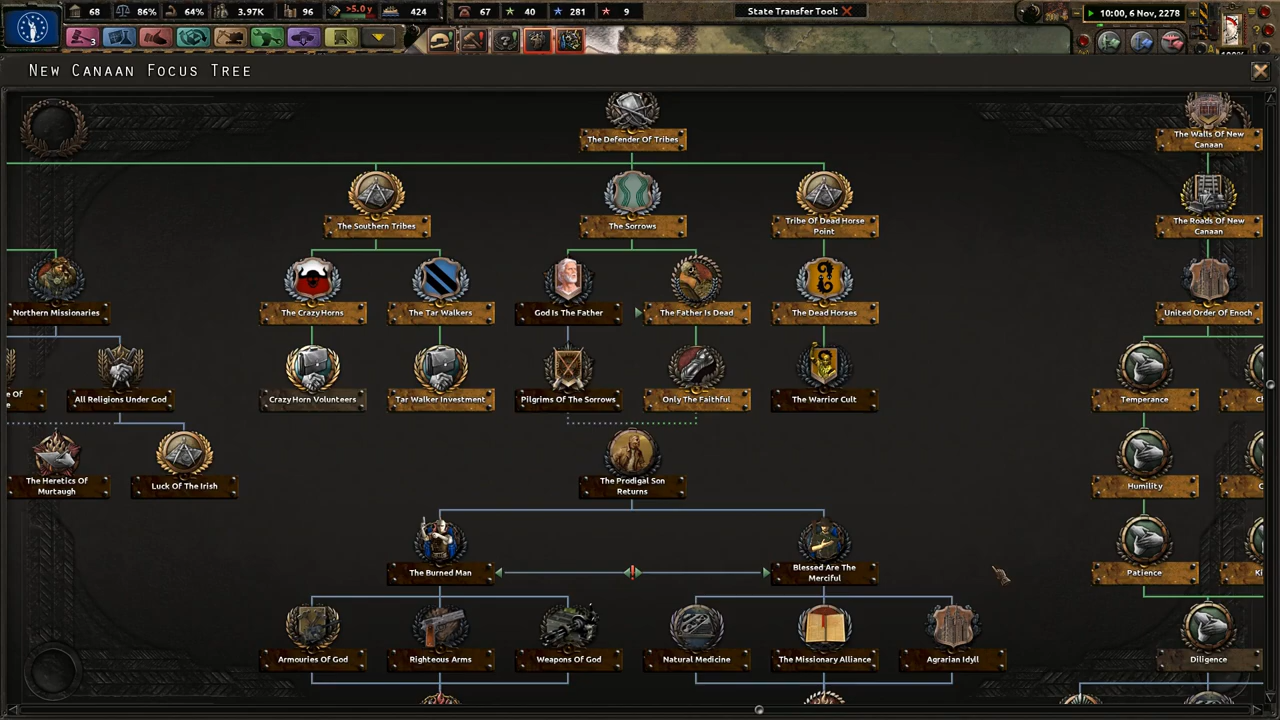 68
86%
64%
3.97K
96
>5.0 y
424
67
40
281
9
State Transfer Tool:
10:00, 6 Nov, 2278
3
New Canaan Focus Tree
The Defender Of Tribes
The Walls Of New
Canaan
The Southern Tribes
The Sorrows
Tribe Of Dead Horse
Point
The Roads Of New
Canaan
Northern Missionaries
The Crazy Horns
The Tar Walkers
God Is The Father
The Father Is Dead
The Dead Horses
United Order Of Enoch
All Religions Under God
Crazy Horn Volunteers
Tar Walker Investment
Pilgrims Of The Sorrows
Only The Faithful
The Warrior Cult
Temperance
The Heretics Of
Murtaugh
Luck Of The Irish
The Prodigal Son
Returns
Humility
The Burned Man
Blessed Are The
Merciful
Patience
Armouries Of God
Righteous Arms
Weapons Of God
Natural Medicine
The Missionary Alliance
Agrarian Idyll
Diligence